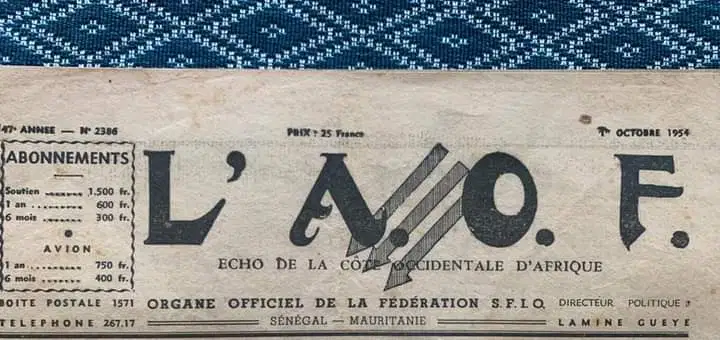 47e ANNEE — No 2386
PRIX : 25 Francs
1er OCTOBRE 1954
ABONNEMENTS
Soutien 1.500 fr.
1 an 600 fr.
6 mois 300 fr.
AVION
1 an 750 fr.
6 mois 400 fr.
BOITE POSTALE 1571
TELEPHONE 267.17
L'A.O.F.
ECHO DE LA CÔTE OCCIDENTALE D'AFRIQUE
ORGANE OFFICIEL DE LA FÉDÉRATION S.F.I.O.
SÉNÉGAL — MAURITANIE
DIRECTEUR POLITIQUE :
LAMINE GUEYE